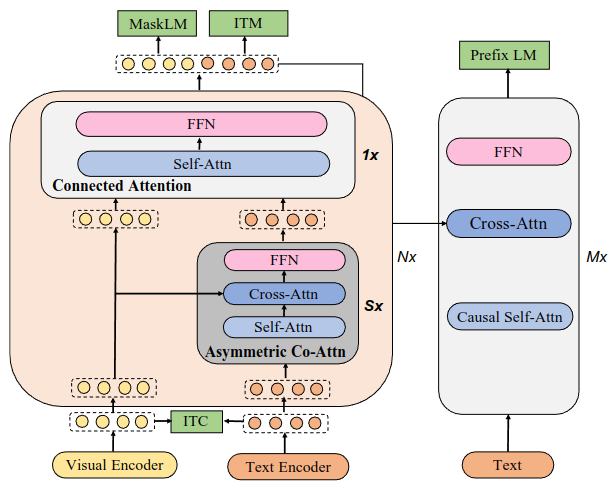 MaskLM
ITM
Prefix LM
FFN
Self-Attn
Connected Attention
1x
FFN
Cross-Attn
Self-Attn
Asymmetric Co-Attn
Sx
Nx
FFN
Cross-Attn
Causal Self-Attn
Mx
ITC
Visual Encoder
Text Encoder
Text